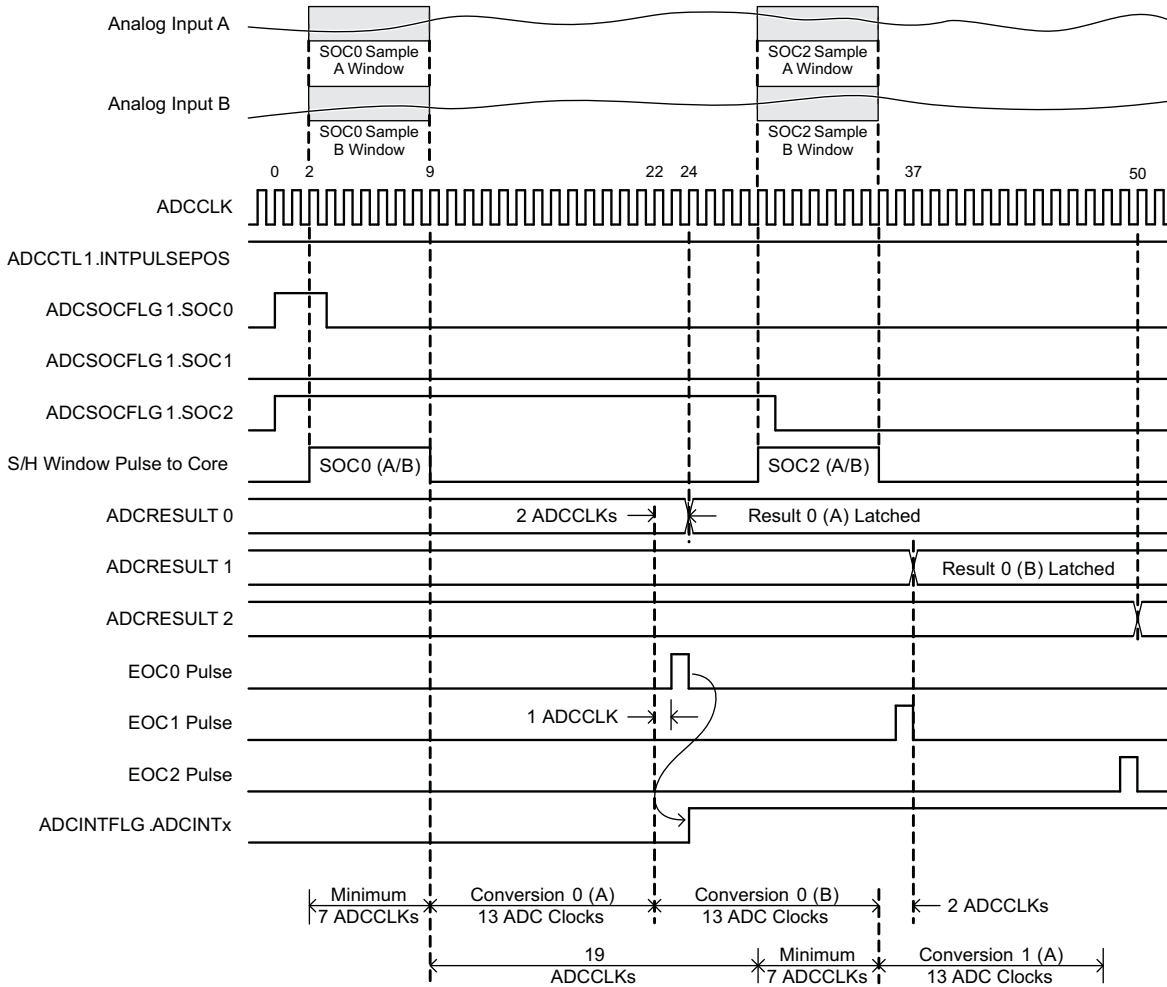 Analog Input A
SOC0 Sample
A Window
SOC2 Sample
A Window
Analog Input B
SOC0 Sample
B Window
SOC2 Sample
B Window
0 2 9 22 24 37 50
ADCCLK
ADCCTL1.INTPULSEPOS
ADCSOCFLG1.SOC0
ADCSOCFLG1.SOC1
ADCSOCFLG1.SOC2
S/H Window Pulse to Core
SOC0 (A/B)
SOC2 (A/B)
ADCRESULT 0
2 ADCCLKs
Result 0 (A) Latched
ADCRESULT 1
Result 0 (B) Latched
ADCRESULT 2
EOC0 Pulse
EOC1 Pulse
1 ADCCLK
EOC2 Pulse
ADCINTFLG.ADCINTx
Minimum
7 ADCCLKs
Conversion 0 (A)
13 ADC Clocks
Conversion 0 (B)
13 ADC Clocks
2 ADCCLKs
19
ADCCLKs
Minimum
7 ADCCLKs
Conversion 1 (A)
13 ADC Clocks